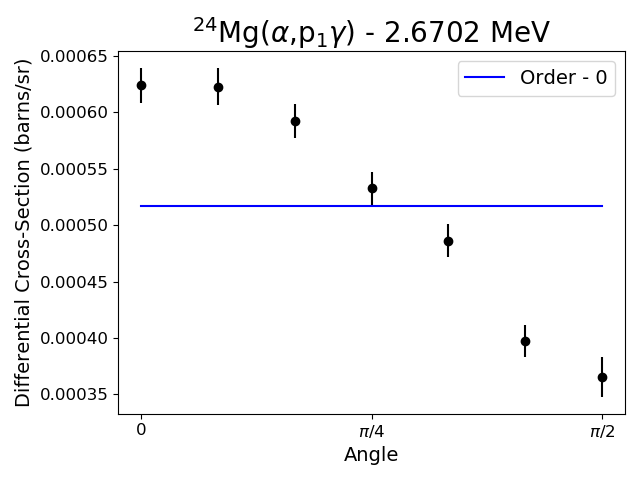 ²⁴Mg(α,p₁γ) - 2.6702 MeV
Order - 0
Differential Cross-Section (barns/sr)
0.00065
0.00060
0.00055
0.00050
0.00045
0.00040
0.00035
0
π/4
π/2
Angle